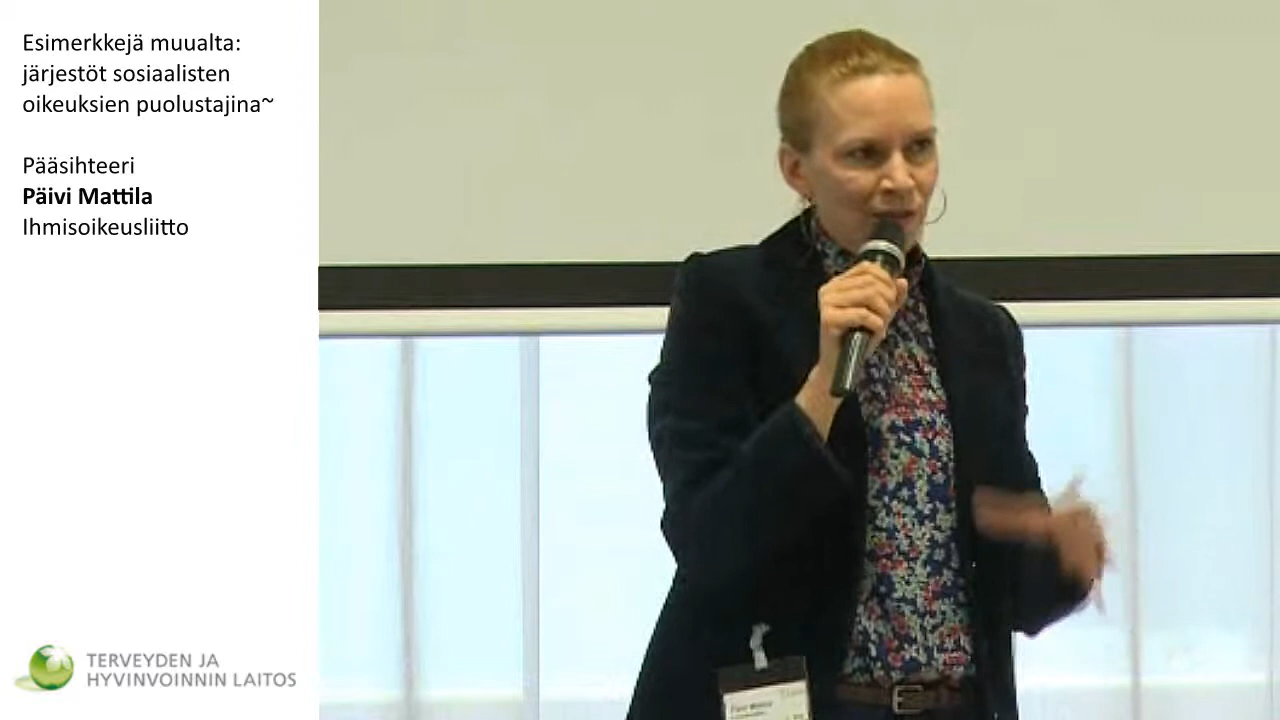 Esimerkkejä muualta:
järjestöt sosiaalisten
oikeuksien puolustajina~
Pääsihteeri
Päivi Mattila
Ihmisoikeusliitto
TERVEYDEN JA
HYVINVOINNIN LAITOS